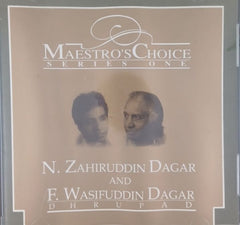 MAESTRO'S CHOICE
SERIES ONE
N. ZAHIRUDDIN DAGAR
AND
F. WASIFUDDIN DAGAR
DHRUPAD